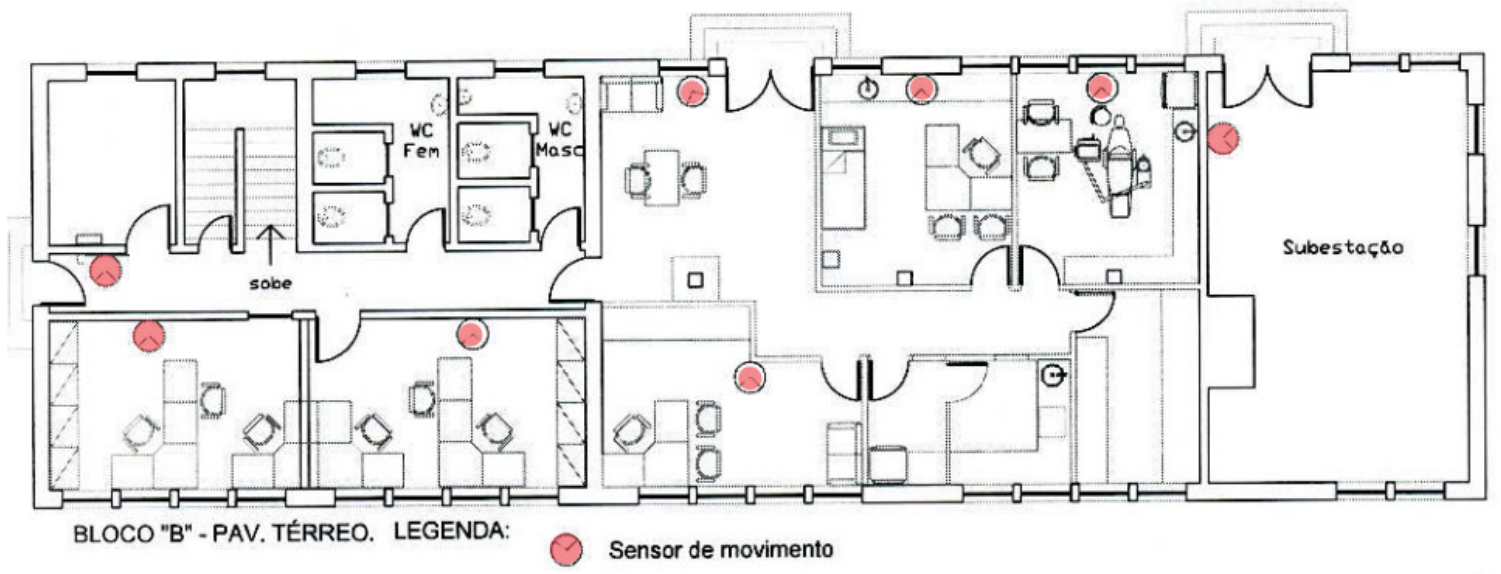 WC
Fem
WC
Masc
sobe
Subestação
BLOCO "B" - PAV. TÉRREO. LEGENDA:
Sensor de movimento